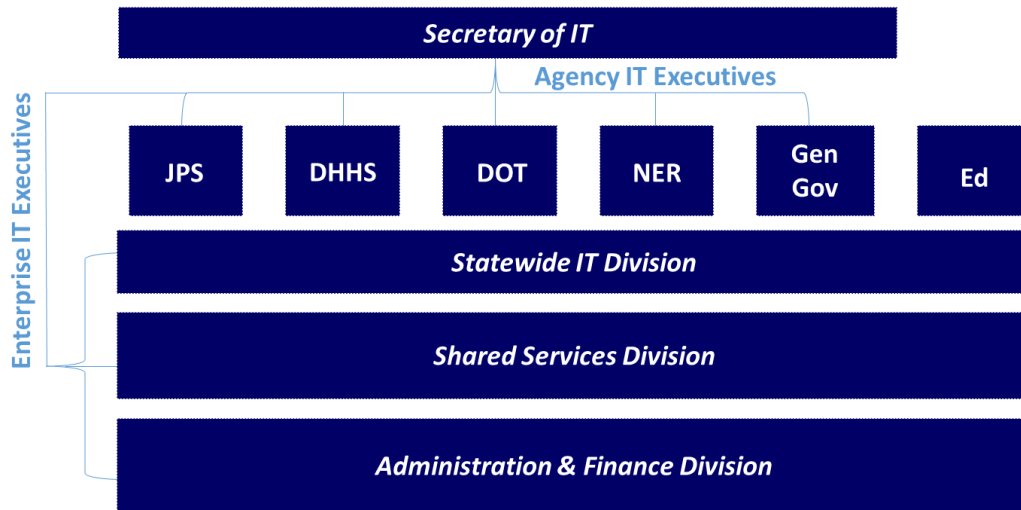 Secretary of IT
Agency IT Executives
Enterprise IT Executives
JPS
DHHS
DOT
NER
Gen
Gov
Ed
Statewide IT Division
Shared Services Division
Administration & Finance Division